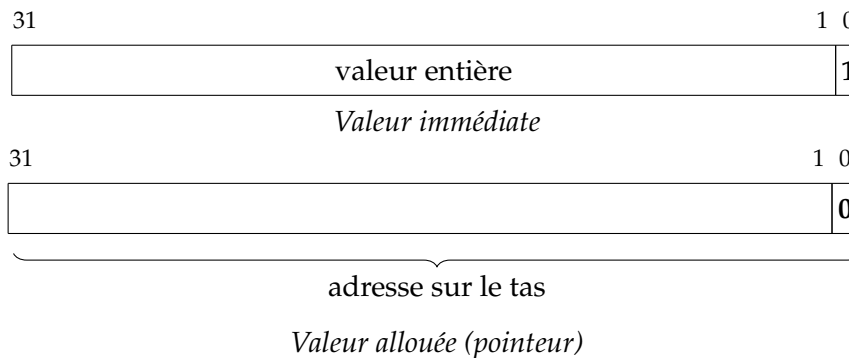 31 1 0
valeur entière 1
Valeur immédiate
31 1 0
0
adresse sur le tas
Valeur allouée (pointeur)